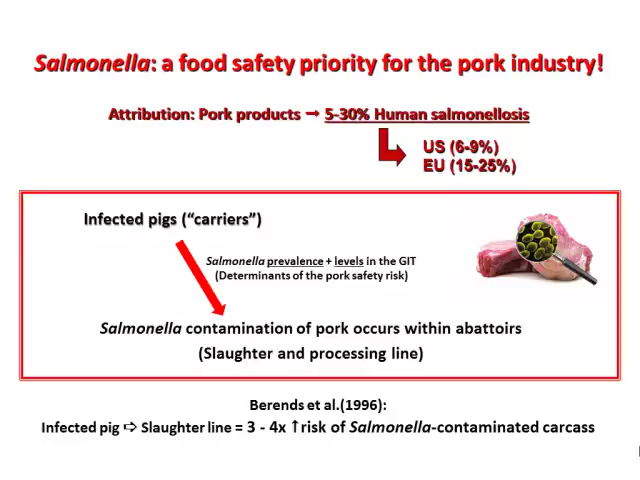 Salmonella: a food safety priority for the pork industry!
Attribution: Pork products → 5-30% Human salmonellosis
US (6-9%)
EU (15-25%)
Infected pigs (“carriers”)
Salmonella prevalence + levels in the GIT
(Determinants of the pork safety risk)
Salmonella contamination of pork occurs within abattoirs
(Slaughter and processing line)
Berends et al.(1996):
Infected pig ➪ Slaughter line = 3 - 4x ↑risk of Salmonella-contaminated carcass